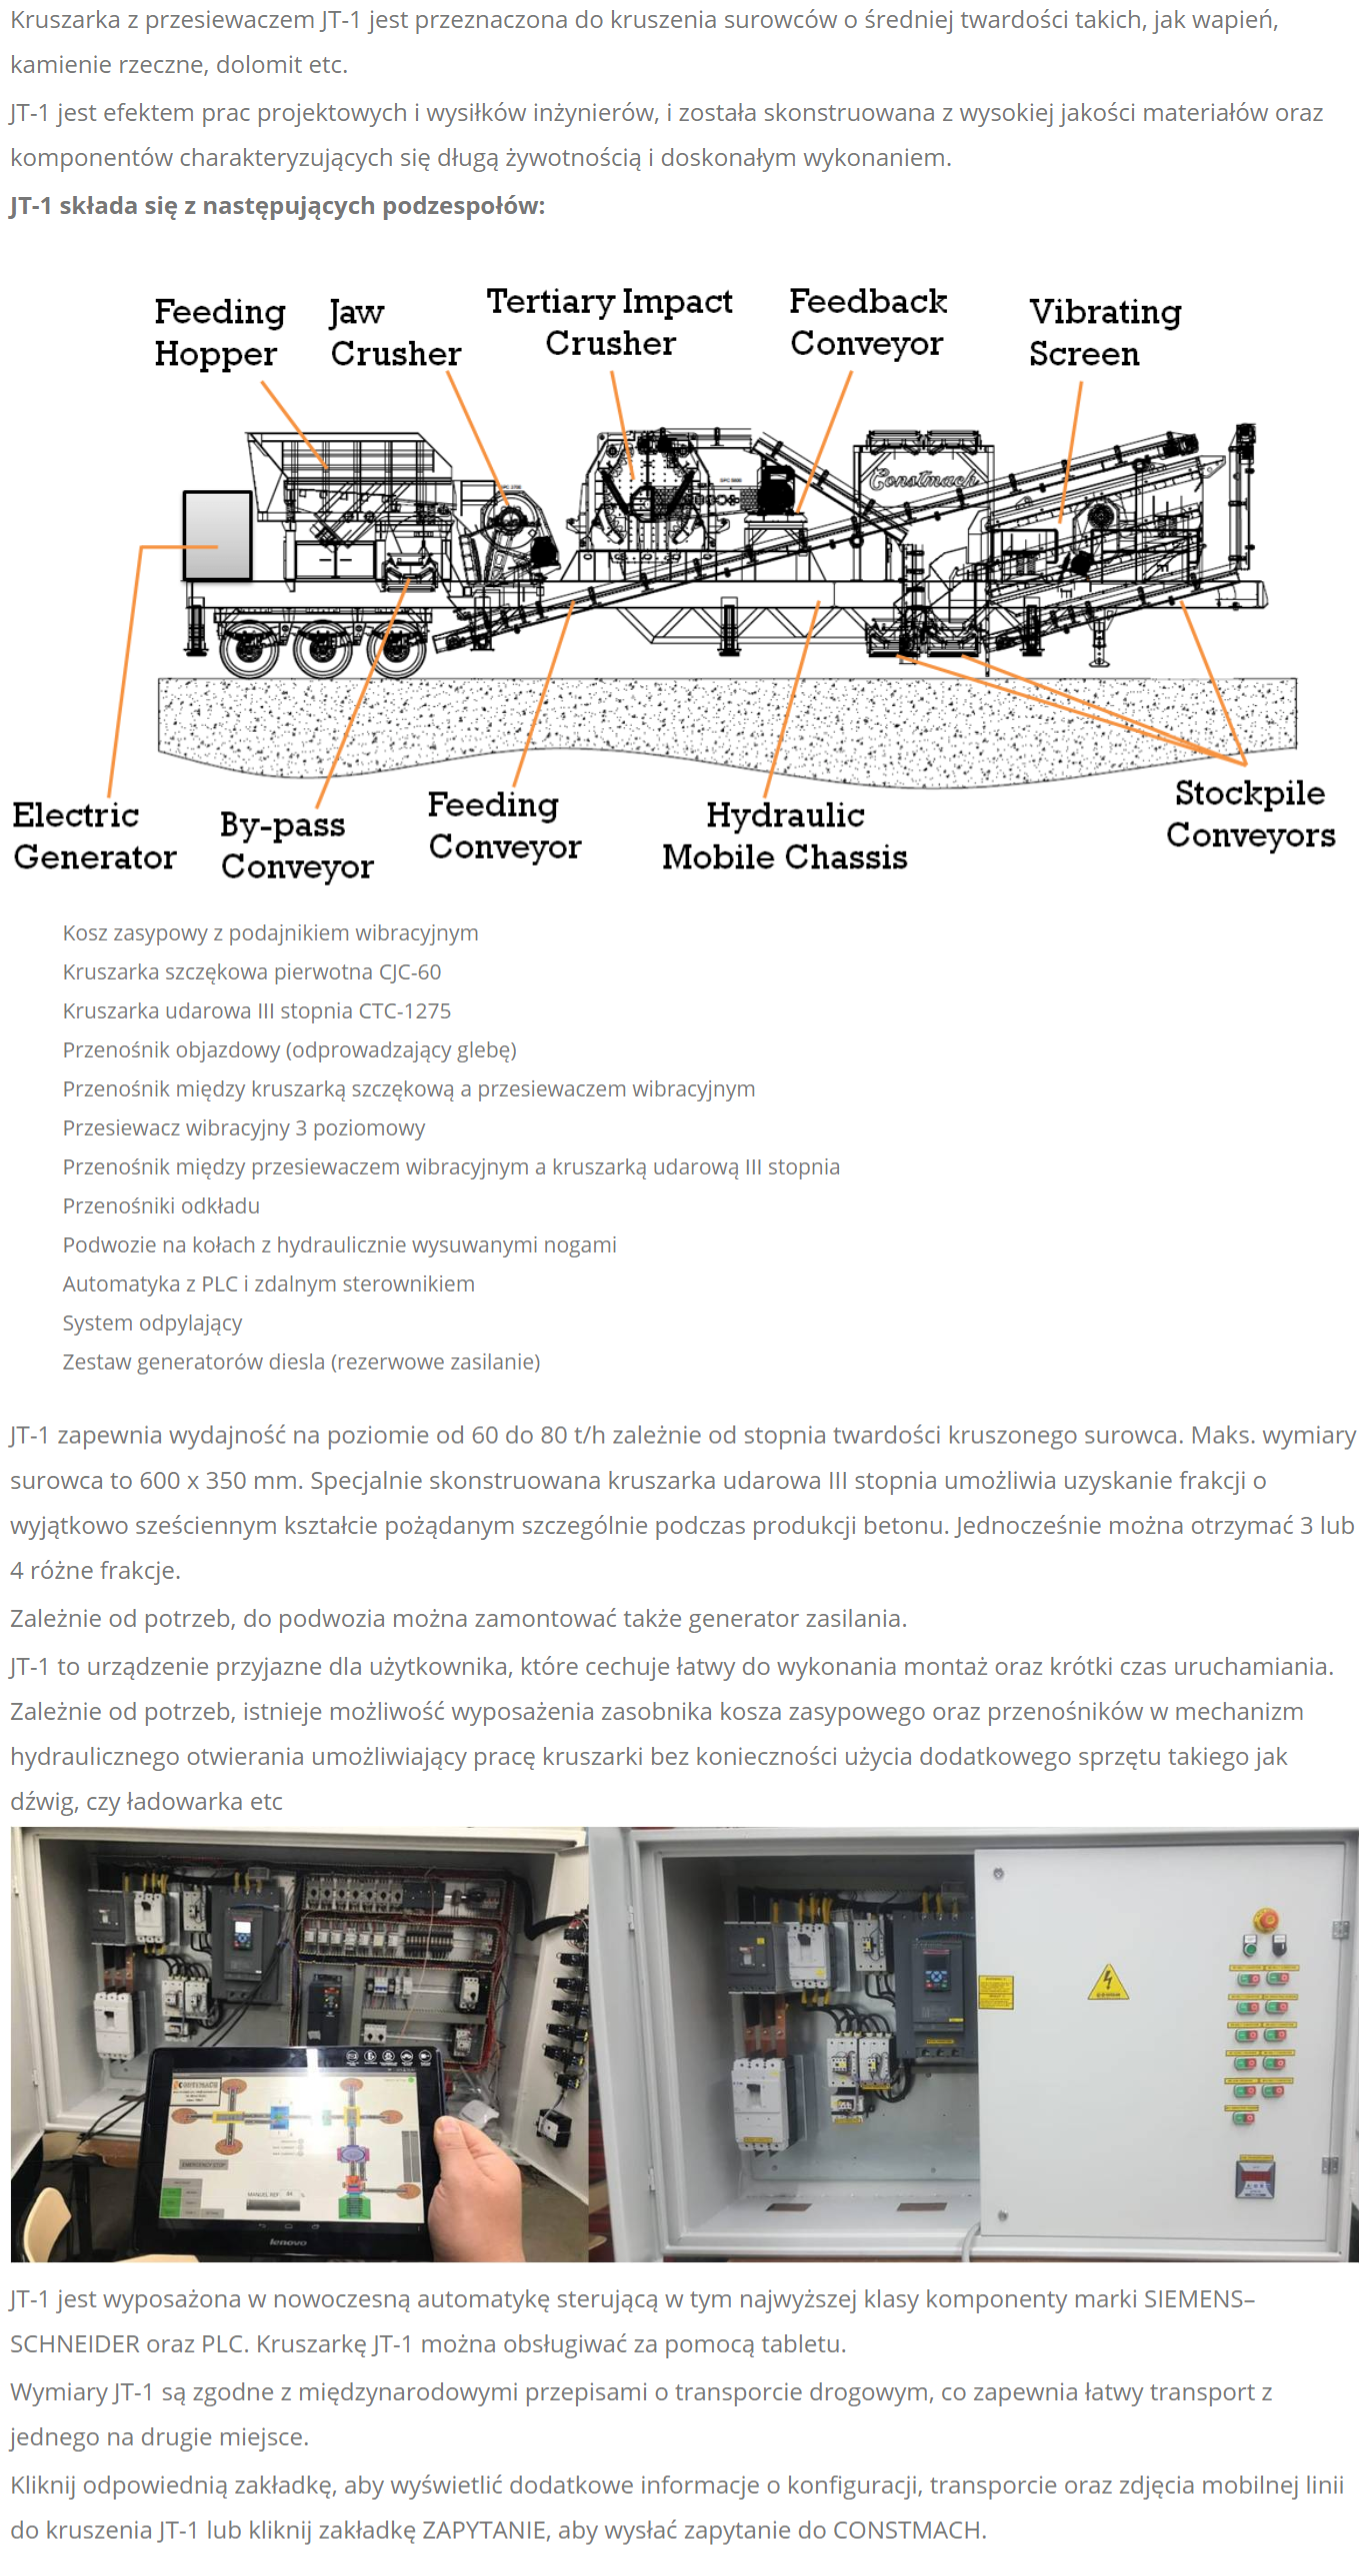 Kruszarka z przesiewaczem JT-1 jest przeznaczona do kruszenia surowców o średniej twardości takich, jak wapień,
kamienie rzeczne, dolomit etc.
JT-1 jest efektem prac projektowych i wysiłków inżynierów, i została skonstruowana z wysokiej jakości materiałów oraz
komponentów charakteryzujących się długą żywotnością i doskonałym wykonaniem.
JT-1 składa się z następujących podzespołów:
Feeding
Hopper
Jaw
Crusher
Tertiary Impact
Crusher
Feedback
Conveyor
Vibrating
Screen
Constmach
Electric
Generator
By-pass
Conveyor
Feeding
Conveyor
Hydraulic
Mobile Chassis
Stockpile
Conveyors
Kosz zasypowy z podajnikiem wibracyjnym
Kruszarka szczękowa pierwotna CJC-60
Kruszarka udarowa III stopnia CTC-1275
Przenośnik objazdowy (odprowadzający glebę)
Przenośnik między kruszarką szczękową a przesiewaczem wibracyjnym
Przesiewacz wibracyjny 3 poziomowy
Przenośnik między przesiewaczem wibracyjnym a kruszarką udarową III stopnia
Przenośniki odkładu
Podwozie na kołach z hydraulicznie wysuwanymi nogami
Automatyka z PLC i zdalnym sterownikiem
System odpylający
Zestaw generatorów diesla (rezerwowe zasilanie)
JT-1 zapewnia wydajność na poziomie od 60 do 80 t/h zależnie od stopnia twardości kruszonego surowca. Maks. wymiary
surowca to 600 x 350 mm. Specjalnie skonstruowana kruszarka udarowa III stopnia umożliwia uzyskanie frakcji o
wyjątkowo sześciennym kształcie pożądanym szczególnie podczas produkcji betonu. Jednocześnie można otrzymać 3 lub
4 różne frakcje.
Zależnie od potrzeb, do podwozia można zamontować także generator zasilania.
JT-1 to urządzenie przyjazne dla użytkownika, które cechuje łatwy do wykonania montaż oraz krótki czas uruchamiania.
Zależnie od potrzeb, istnieje możliwość wyposażenia zasobnika kosza zasypowego oraz przenośników w mechanizm
hydraulicznego otwierania umożliwiający pracę kruszarki bez konieczności użycia dodatkowego sprzętu takiego jak
dźwig, czy ładowarka etc
CONSTMACH
EMERGENCY STOP
MANUEL REF
lenovo
JT-1 jest wyposażona w nowoczesną automatykę sterującą w tym najwyższej klasy komponenty marki SIEMENS–
SCHNEIDER oraz PLC. Kruszarkę JT-1 można obsługiwać za pomocą tabletu.
Wymiary JT-1 są zgodne z międzynarodowymi przepisami o transporcie drogowym, co zapewnia łatwy transport z
jednego na drugie miejsce.
Kliknij odpowiednią zakładkę, aby wyświetlić dodatkowe informacje o konfiguracji, transporcie oraz zdjęcia mobilnej linii
do kruszenia JT-1 lub kliknij zakładkę ZAPYTANIE, aby wysłać zapytanie do CONSTMACH.